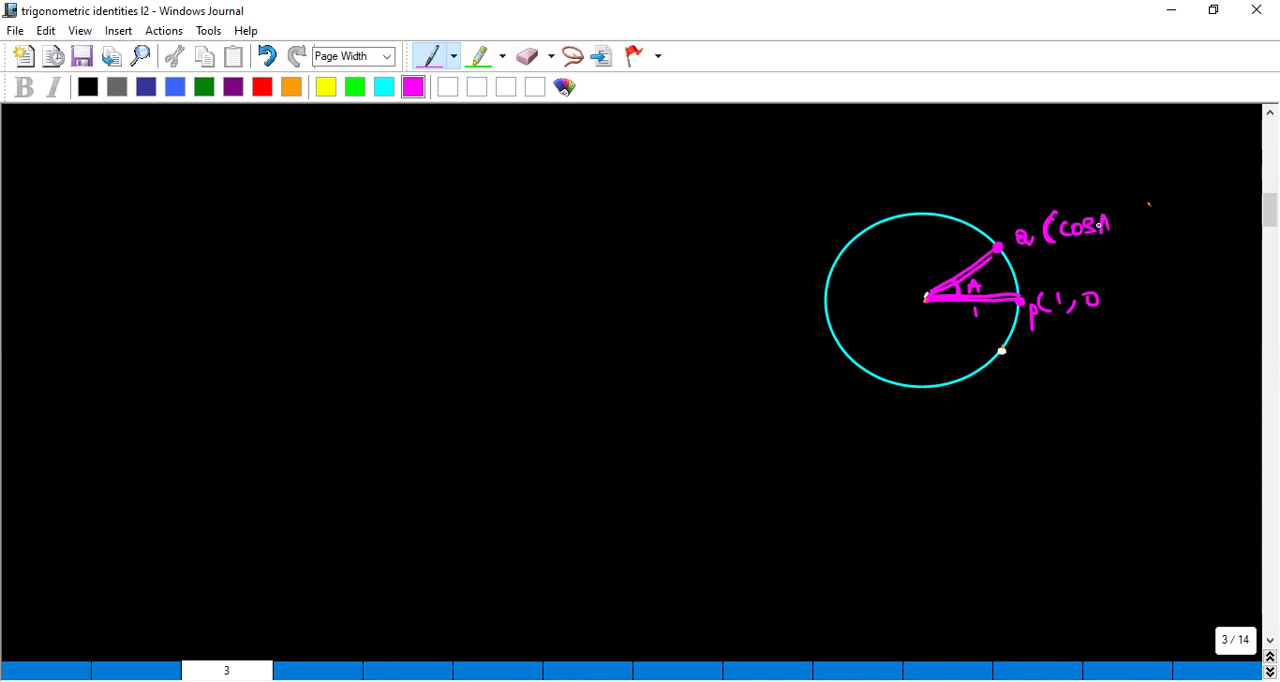 trigonometric identities l2 - Windows Journal
File Edit View Insert Actions Tools Help
Page Width
B I
Q (COSA
A
1
P(1, 0
3 / 14
3